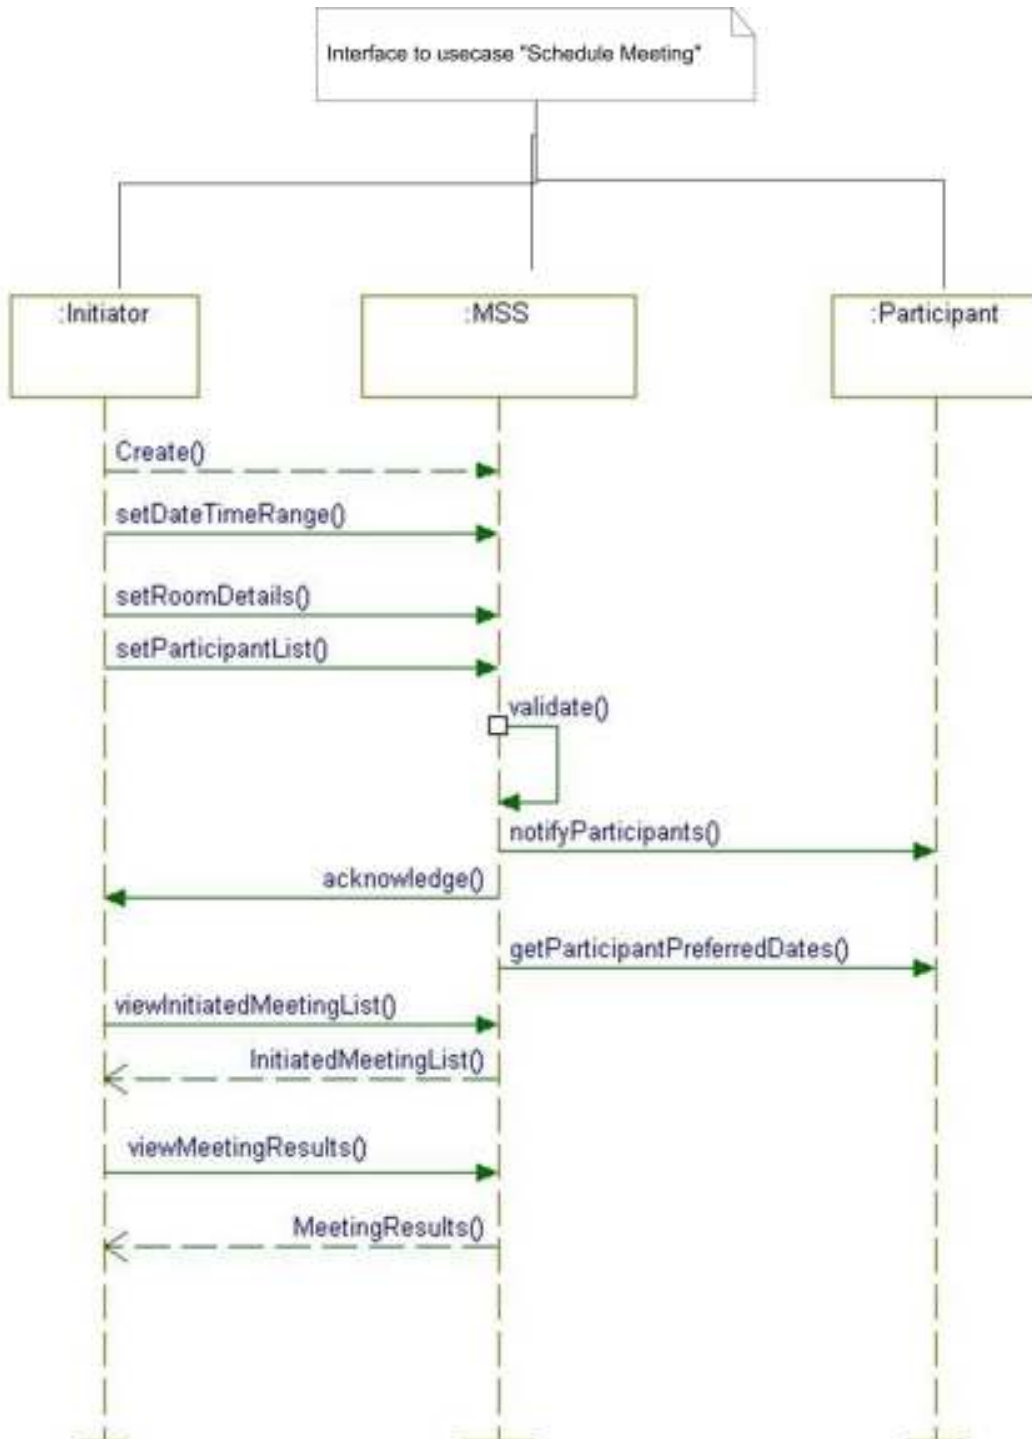 Interface to usecase "Schedule Meeting"
:Initiator
:MSS
:Participant
Create()
setDateTimeRange()
setRoomDetails()
setParticipantList()
validate()
notifyParticipants()
acknowledge()
getParticipantPreferredDates()
viewInitiatedMeetingList()
InitiatedMeetingList()
viewMeetingResults()
MeetingResults()